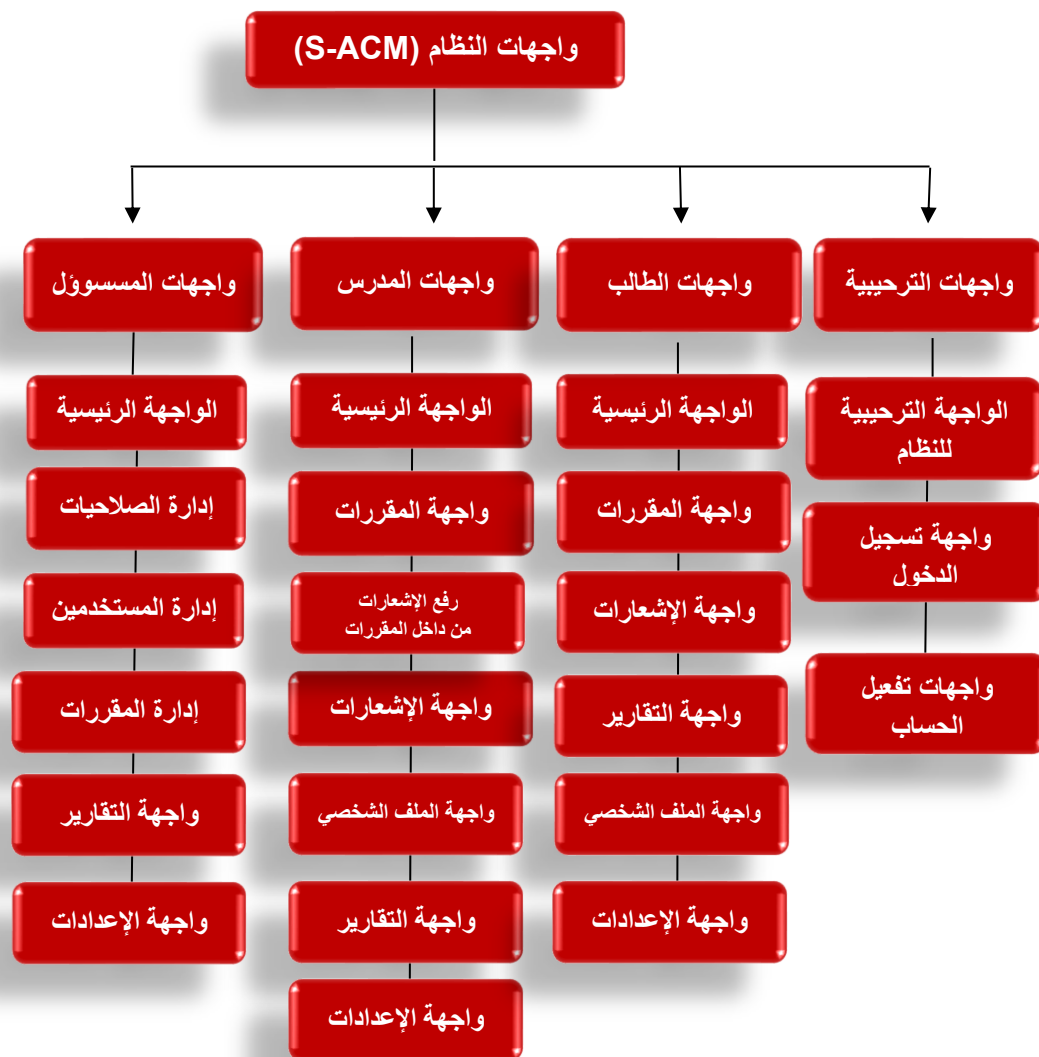 واجهات النظام (S-ACM)
واجهات الترحيبية
الواجهة الترحيبية
للنظام
واجهة تسجيل
الدخول
واجهات تفعيل
الحساب
واجهات الطالب
الواجهة الرئيسية
واجهة المقررات
واجهة الإشعارات
واجهة التقارير
واجهة الملف الشخصي
واجهة الإعدادات
واجهات المدرس
الواجهة الرئيسية
واجهة المقررات
رفع الإشعارات
من داخل المقررات
واجهة الإشعارات
واجهة الملف الشخصي
واجهة التقارير
واجهة الإعدادات
واجهات المسسوؤل
الواجهة الرئيسية
إدارة الصلاحيات
إدارة المستخدمين
إدارة المقررات
واجهة التقارير
واجهة الإعدادات